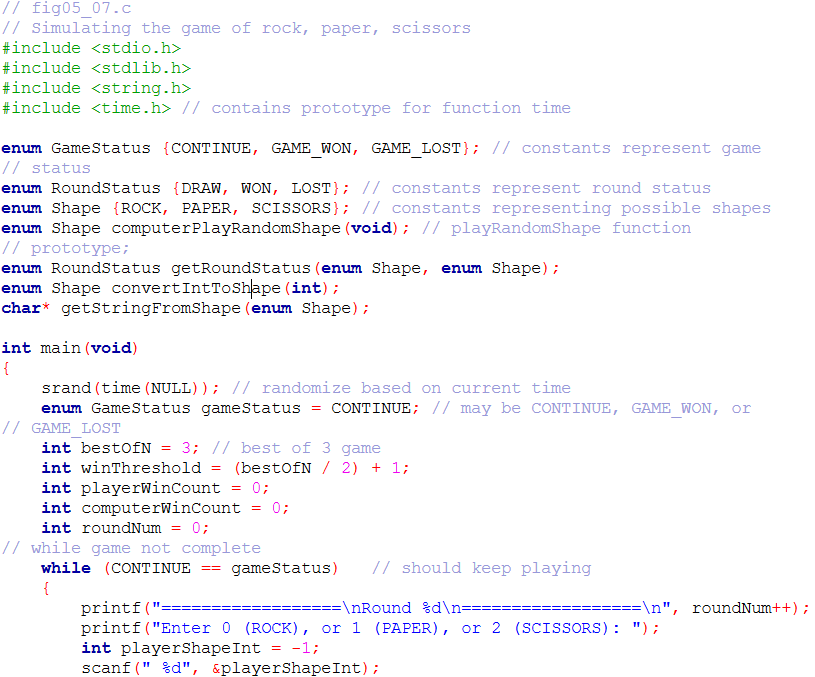 // fig05_07.c
// Simulating the game of rock, paper, scissors
#include <stdio.h>
#include <stdlib.h>
#include <string.h>
#include <time.h> // contains prototype for function time

enum GameStatus {CONTINUE, GAME_WON, GAME_LOST}; // constants represent game
// status
enum RoundStatus {DRAW, WON, LOST}; // constants represent round status
enum Shape {ROCK, PAPER, SCISSORS}; // constants representing possible shapes
enum Shape computerPlayRandomShape(void); // playRandomShape function
// prototype;
enum RoundStatus getRoundStatus(enum Shape, enum Shape);
enum Shape convertIntToShape(int);
char* getStringFromShape(enum Shape);

int main(void)
{
    srand(time(NULL)); // randomize based on current time
    enum GameStatus gameStatus = CONTINUE; // may be CONTINUE, GAME_WON, or
// GAME_LOST
    int bestOfN = 3; // best of 3 game
    int winThreshold = (bestOfN / 2) + 1;
    int playerWinCount = 0;
    int computerWinCount = 0;
    int roundNum = 0;
// while game not complete
    while (CONTINUE == gameStatus)   // should keep playing
    {
        printf("==================\nRound %d\n==================\n", roundNum++);
        printf("Enter 0 (ROCK), or 1 (PAPER), or 2 (SCISSORS): ");
        int playerShapeInt = -1;
        scanf(" %d", &playerShapeInt);